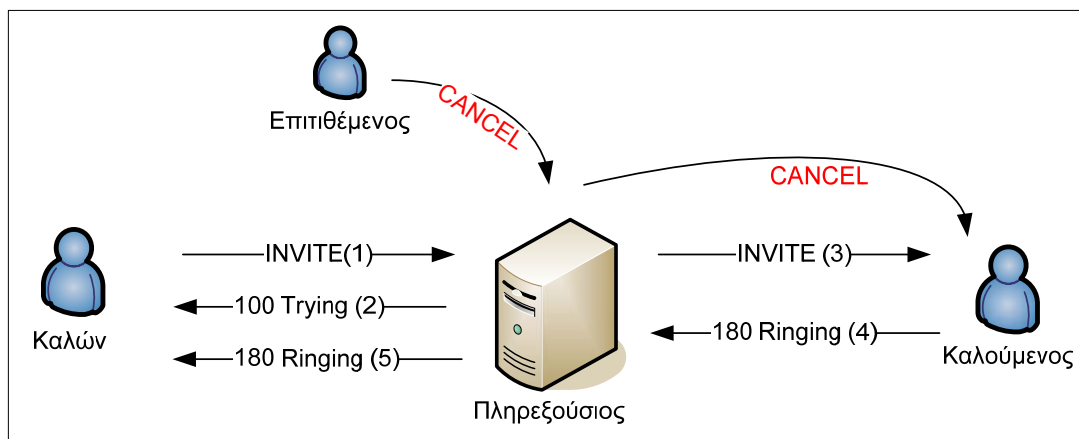 Επιτιθέμενος
CANCEL
CANCEL
INVITE(1)
INVITE (3)
100 Trying (2)
180 Ringing (4)
Καλών
180 Ringing (5)
Καλούμενος
Πληρεξούσιος